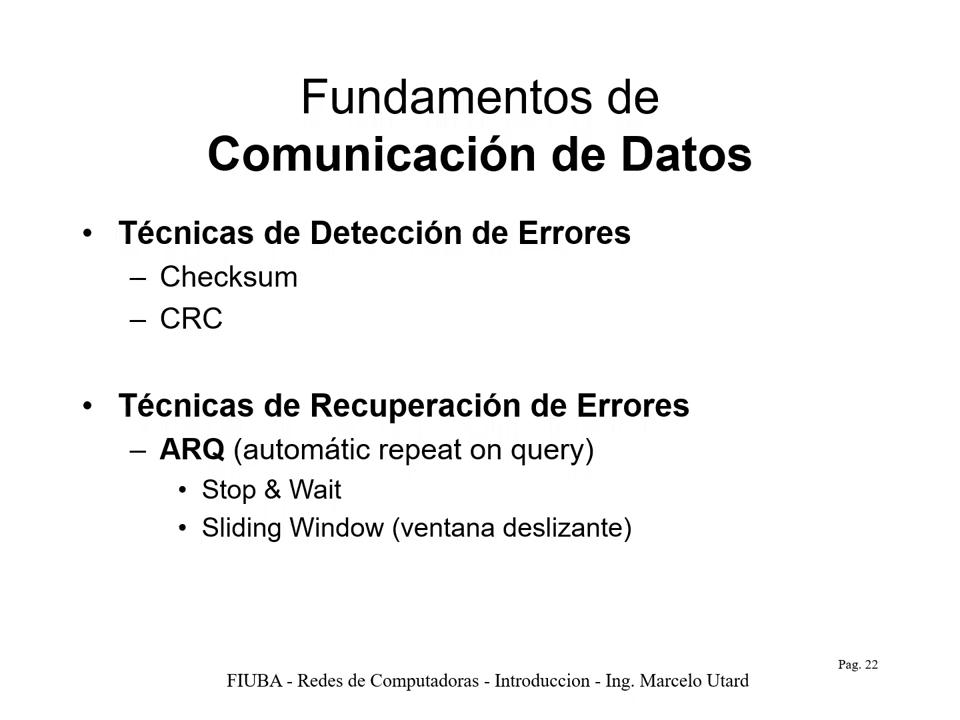 Fundamentos de
Comunicación de Datos
• Técnicas de Detección de Errores
– Checksum
– CRC
• Técnicas de Recuperación de Errores
– ARQ (automátic repeat on query)
• Stop & Wait
• Sliding Window (ventana deslizante)
Pag. 22
FIUBA - Redes de Computadoras - Introduccion - Ing. Marcelo Utard